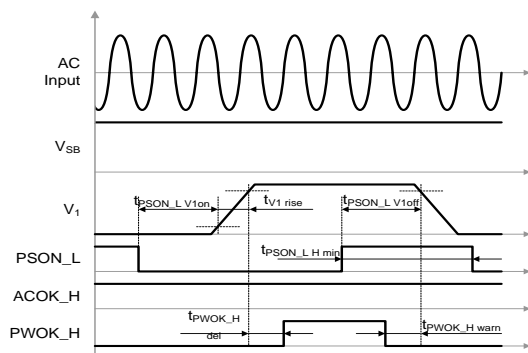 AC
Input
VSB
tPSON_L V1on
tV1 rise
tPSON_L V1off
V1
tPSON_L H min
PSON_L
ACOK_H
tPWOK_H
del
tPWOK_H warn
PWOK_H